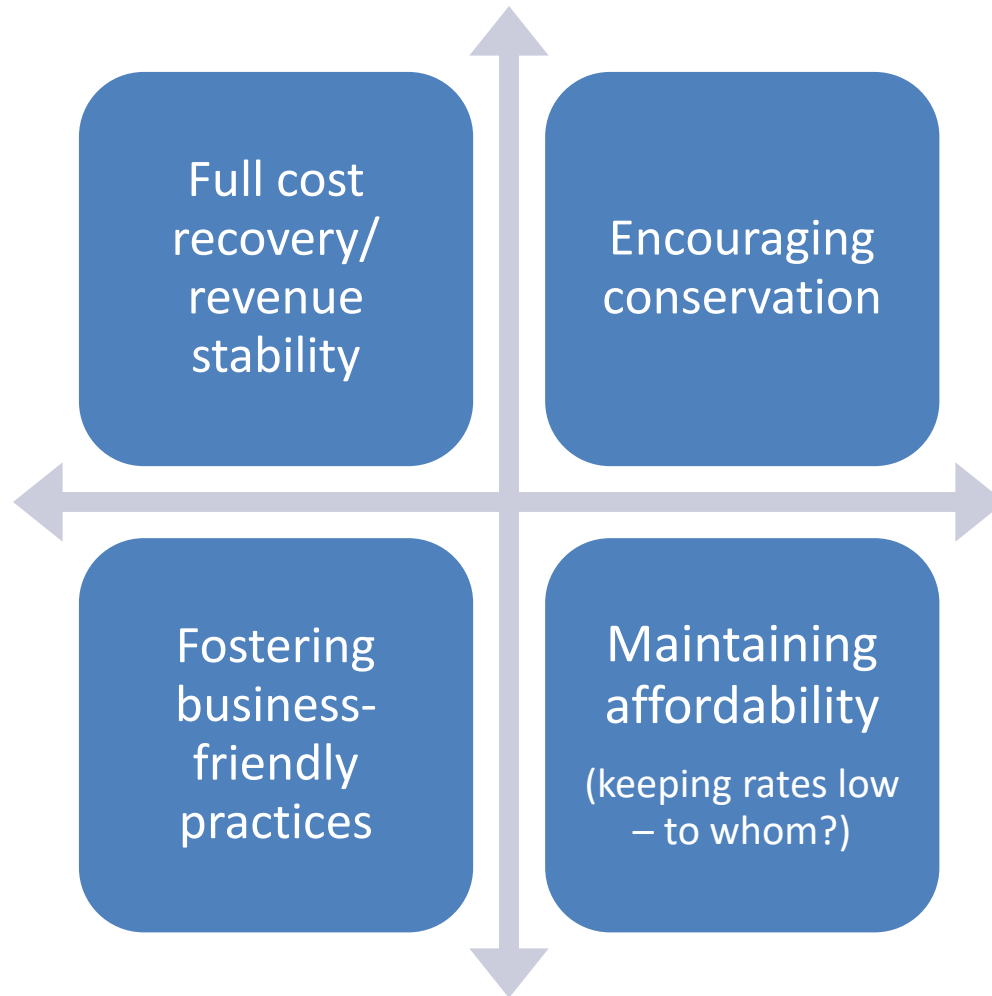 Full cost
recovery/
revenue
stability
Encouraging
conservation
Fostering
business-
friendly
practices
Maintaining
affordability
(keeping rates low
– to whom?)